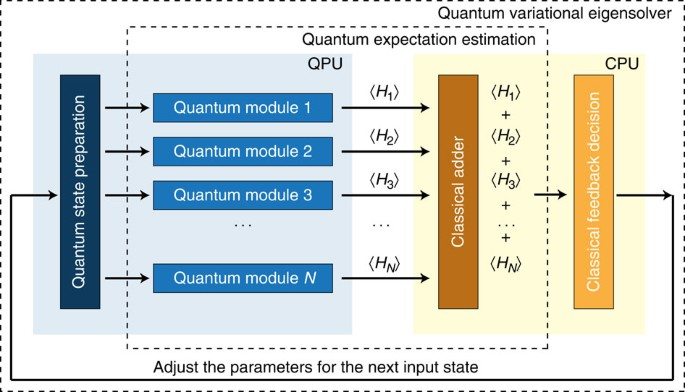 Quantum variational eigensolver
Quantum expectation estimation
QPU
CPU
Quantum state preparation
Quantum module 1
Quantum module 2
Quantum module 3
...
Quantum module N
⟨H₁⟩
⟨H₂⟩
⟨H₃⟩
...
⟨H_N⟩
Classical adder
⟨H₁⟩
+
⟨H₂⟩
+
⟨H₃⟩
+
...
+
⟨H_N⟩
Classical feedback decision
Adjust the parameters for the next input state